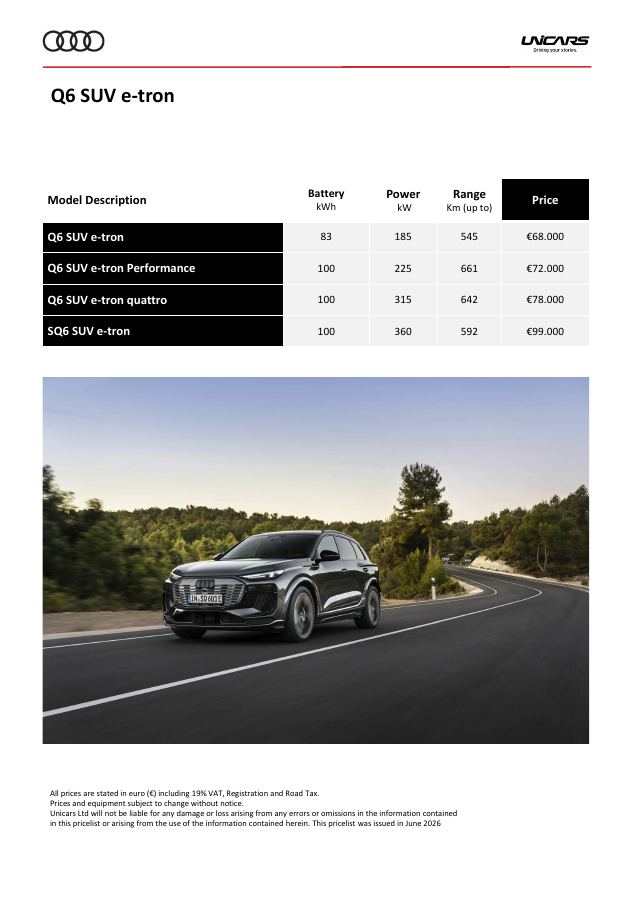 UNICARS
Driving your stories.
Q6 SUV e-tron
Model Description Battery kWh Power kW Range Km (up to) Price
Q6 SUV e-tron 83 185 545 €68.000
Q6 SUV e-tron Performance 100 225 661 €72.000
Q6 SUV e-tron quattro 100 315 642 €78.000
SQ6 SUV e-tron 100 360 592 €99.000
IN SQ 601E
All prices are stated in euro (€) including 19% VAT, Registration and Road Tax.
Prices and equipment subject to change without notice.
Unicars Ltd will not be liable for any damage or loss arising from any errors or omissions in the information contained
in this pricelist or arising from the use of the information contained herein. This pricelist was issued in June 2026